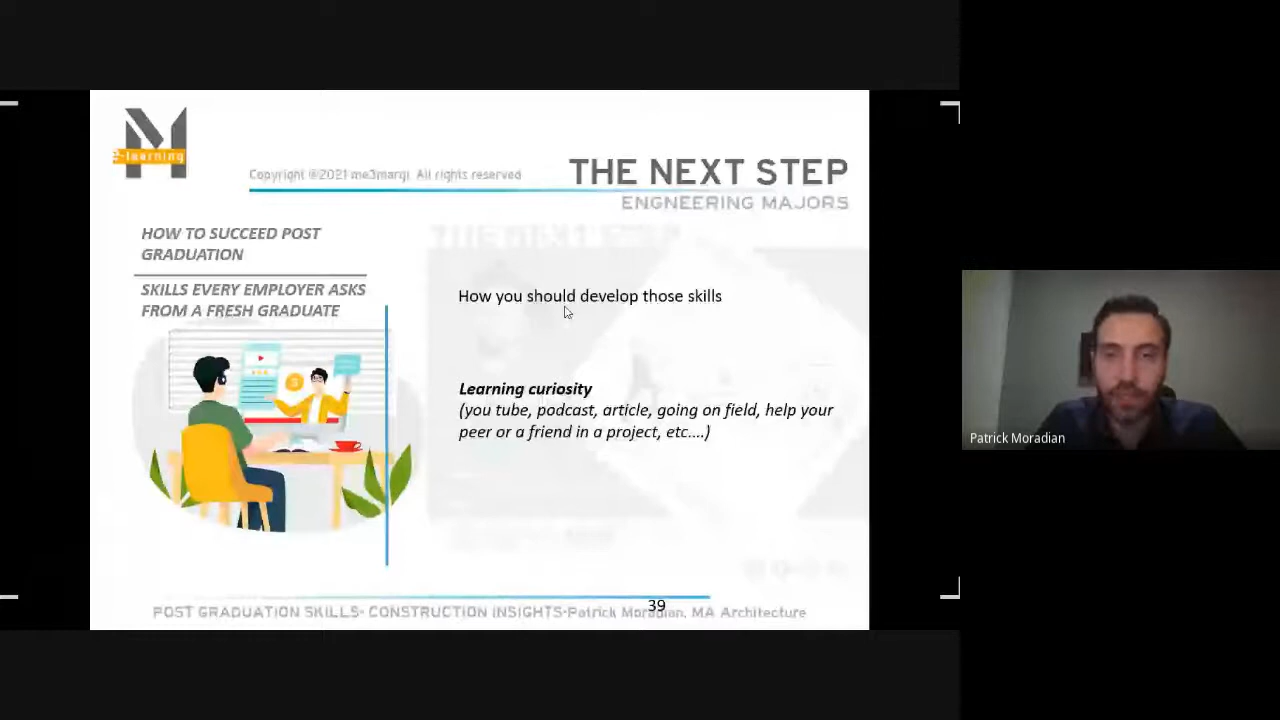 e-learning
Copyright ©2021 me3marqi. All rights reserved
THE NEXT STEP
ENGNEERING MAJORS
HOW TO SUCCEED POST
GRADUATION
SKILLS EVERY EMPLOYER ASKS
FROM A FRESH GRADUATE
How you should develop those skills
Learning curiosity
(you tube, podcast, article, going on field, help your
peer or a friend in a project, etc....)
39
POST GRADUATION SKILLS- CONSTRUCTION INSIGHTS-Patrick Moradian, MA Architecture
Patrick Moradian